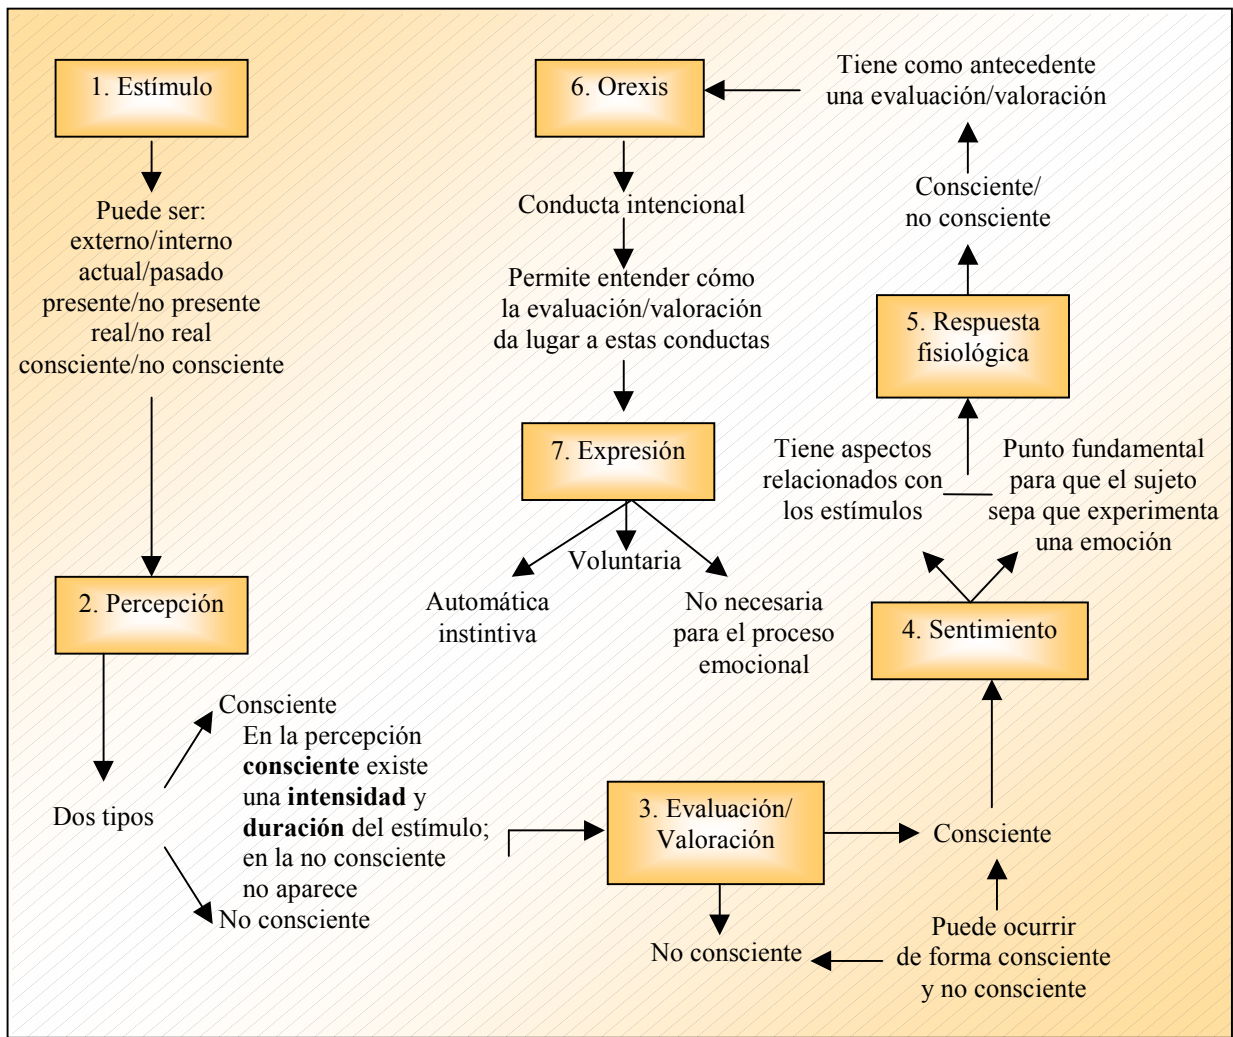 1. Estímulo
Puede ser:
externo/interno
actual/pasado
presente/no presente
real/no real
consciente/no consciente
2. Percepción
Dos tipos
Consciente
En la percepción
consciente existe
una intensidad y
duración del estímulo;
en la no consciente
no aparece
No consciente
3. Evaluación/
Valoración
No consciente
Consciente
Puede ocurrir
de forma consciente
y no consciente
4. Sentimiento
Tiene aspectos
relacionados con
los estímulos
Punto fundamental
para que el sujeto
sepa que experimenta
una emoción
5. Respuesta
fisiológica
Consciente/
no consciente
Tiene como antecedente
una evaluación/valoración
6. Orexis
Conducta intencional
Permite entender cómo
la evaluación/valoración
da lugar a estas conductas
7. Expresión
Automática
instintiva
Voluntaria
No necesaria
para el proceso
emocional